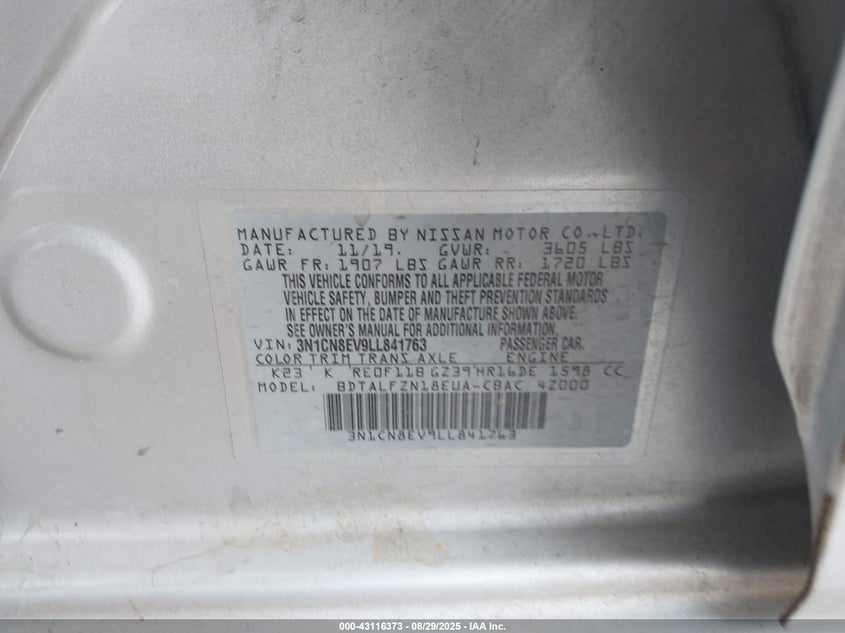 MANUFACTURED BY NISSAN MOTOR CO.,LTD.
DATE: 11/19. GVWR: 3605 LBS
GAWR FR: 1907 LBS GAWR RR: 1720 LBS
THIS VEHICLE CONFORMS TO ALL APPLICABLE FEDERAL MOTOR
VEHICLE SAFETY, BUMPER AND THEFT PREVENTION STANDARDS
IN EFFECT ON THE DATE OF MANUFACTURE SHOWN ABOVE.
SEE OWNER'S MANUAL FOR ADDITIONAL INFORMATION.
VIN: 3N1CN8EV9LL841763 PASSENGER CAR.
COLOR TRIM TRANS AXLE ENGINE
K23' K RE0F11B GZ39'HR16DE 1598 CC
MODEL: BDTALFZN18EUA-CBAC 4Z000
3N1CN8EV9LL841763
000-43116373 - 08/29/2025 - IAA Inc.